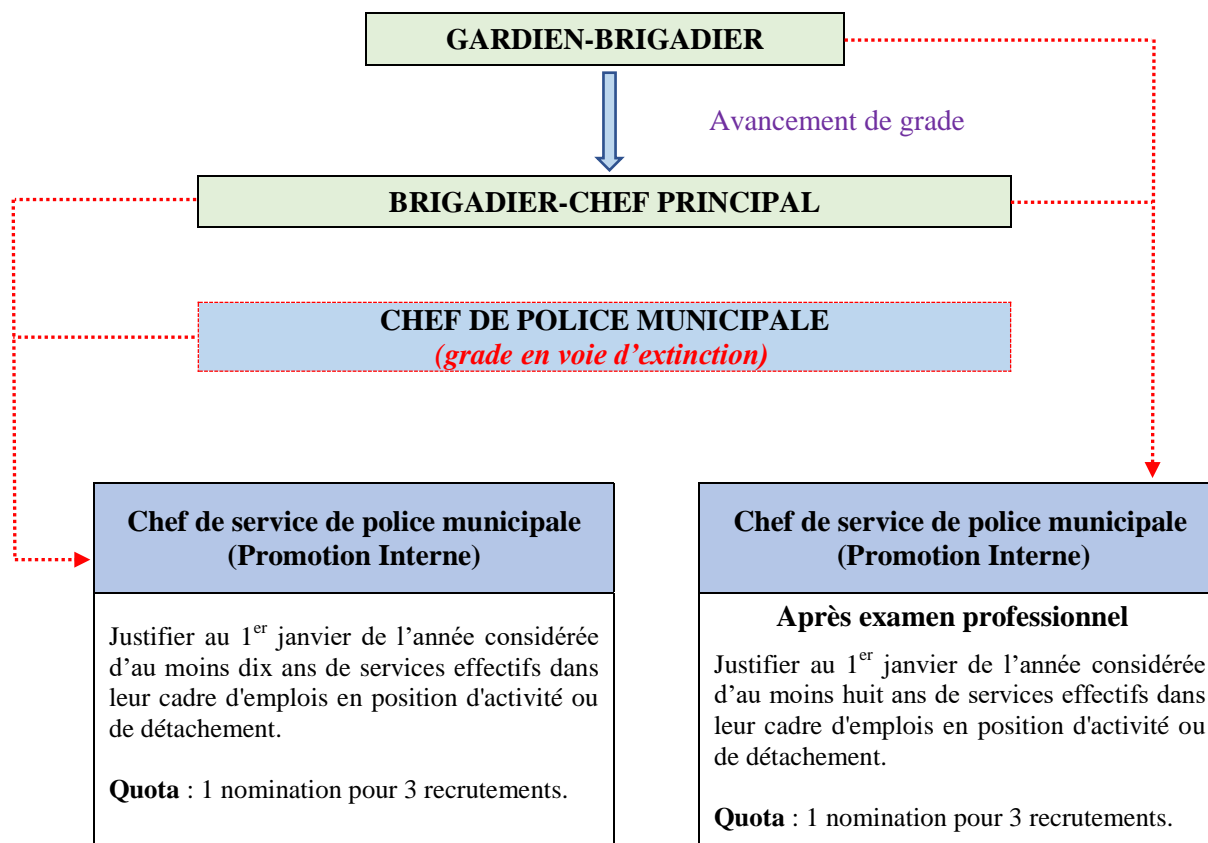 GARDIEN-BRIGADIER
Avancement de grade
BRIGADIER-CHEF PRINCIPAL
CHEF DE POLICE MUNICIPALE
(grade en voie d’extinction)
Chef de service de police municipale
(Promotion Interne)
Justifier au 1er janvier de l’année considérée
d’au moins dix ans de services effectifs dans
leur cadre d'emplois en position d'activité ou
de détachement.
Quota : 1 nomination pour 3 recrutements.
Chef de service de police municipale
(Promotion Interne)
Après examen professionnel
Justifier au 1er janvier de l’année considérée
d’au moins huit ans de services effectifs dans
leur cadre d'emplois en position d'activité ou
de détachement.
Quota : 1 nomination pour 3 recrutements.